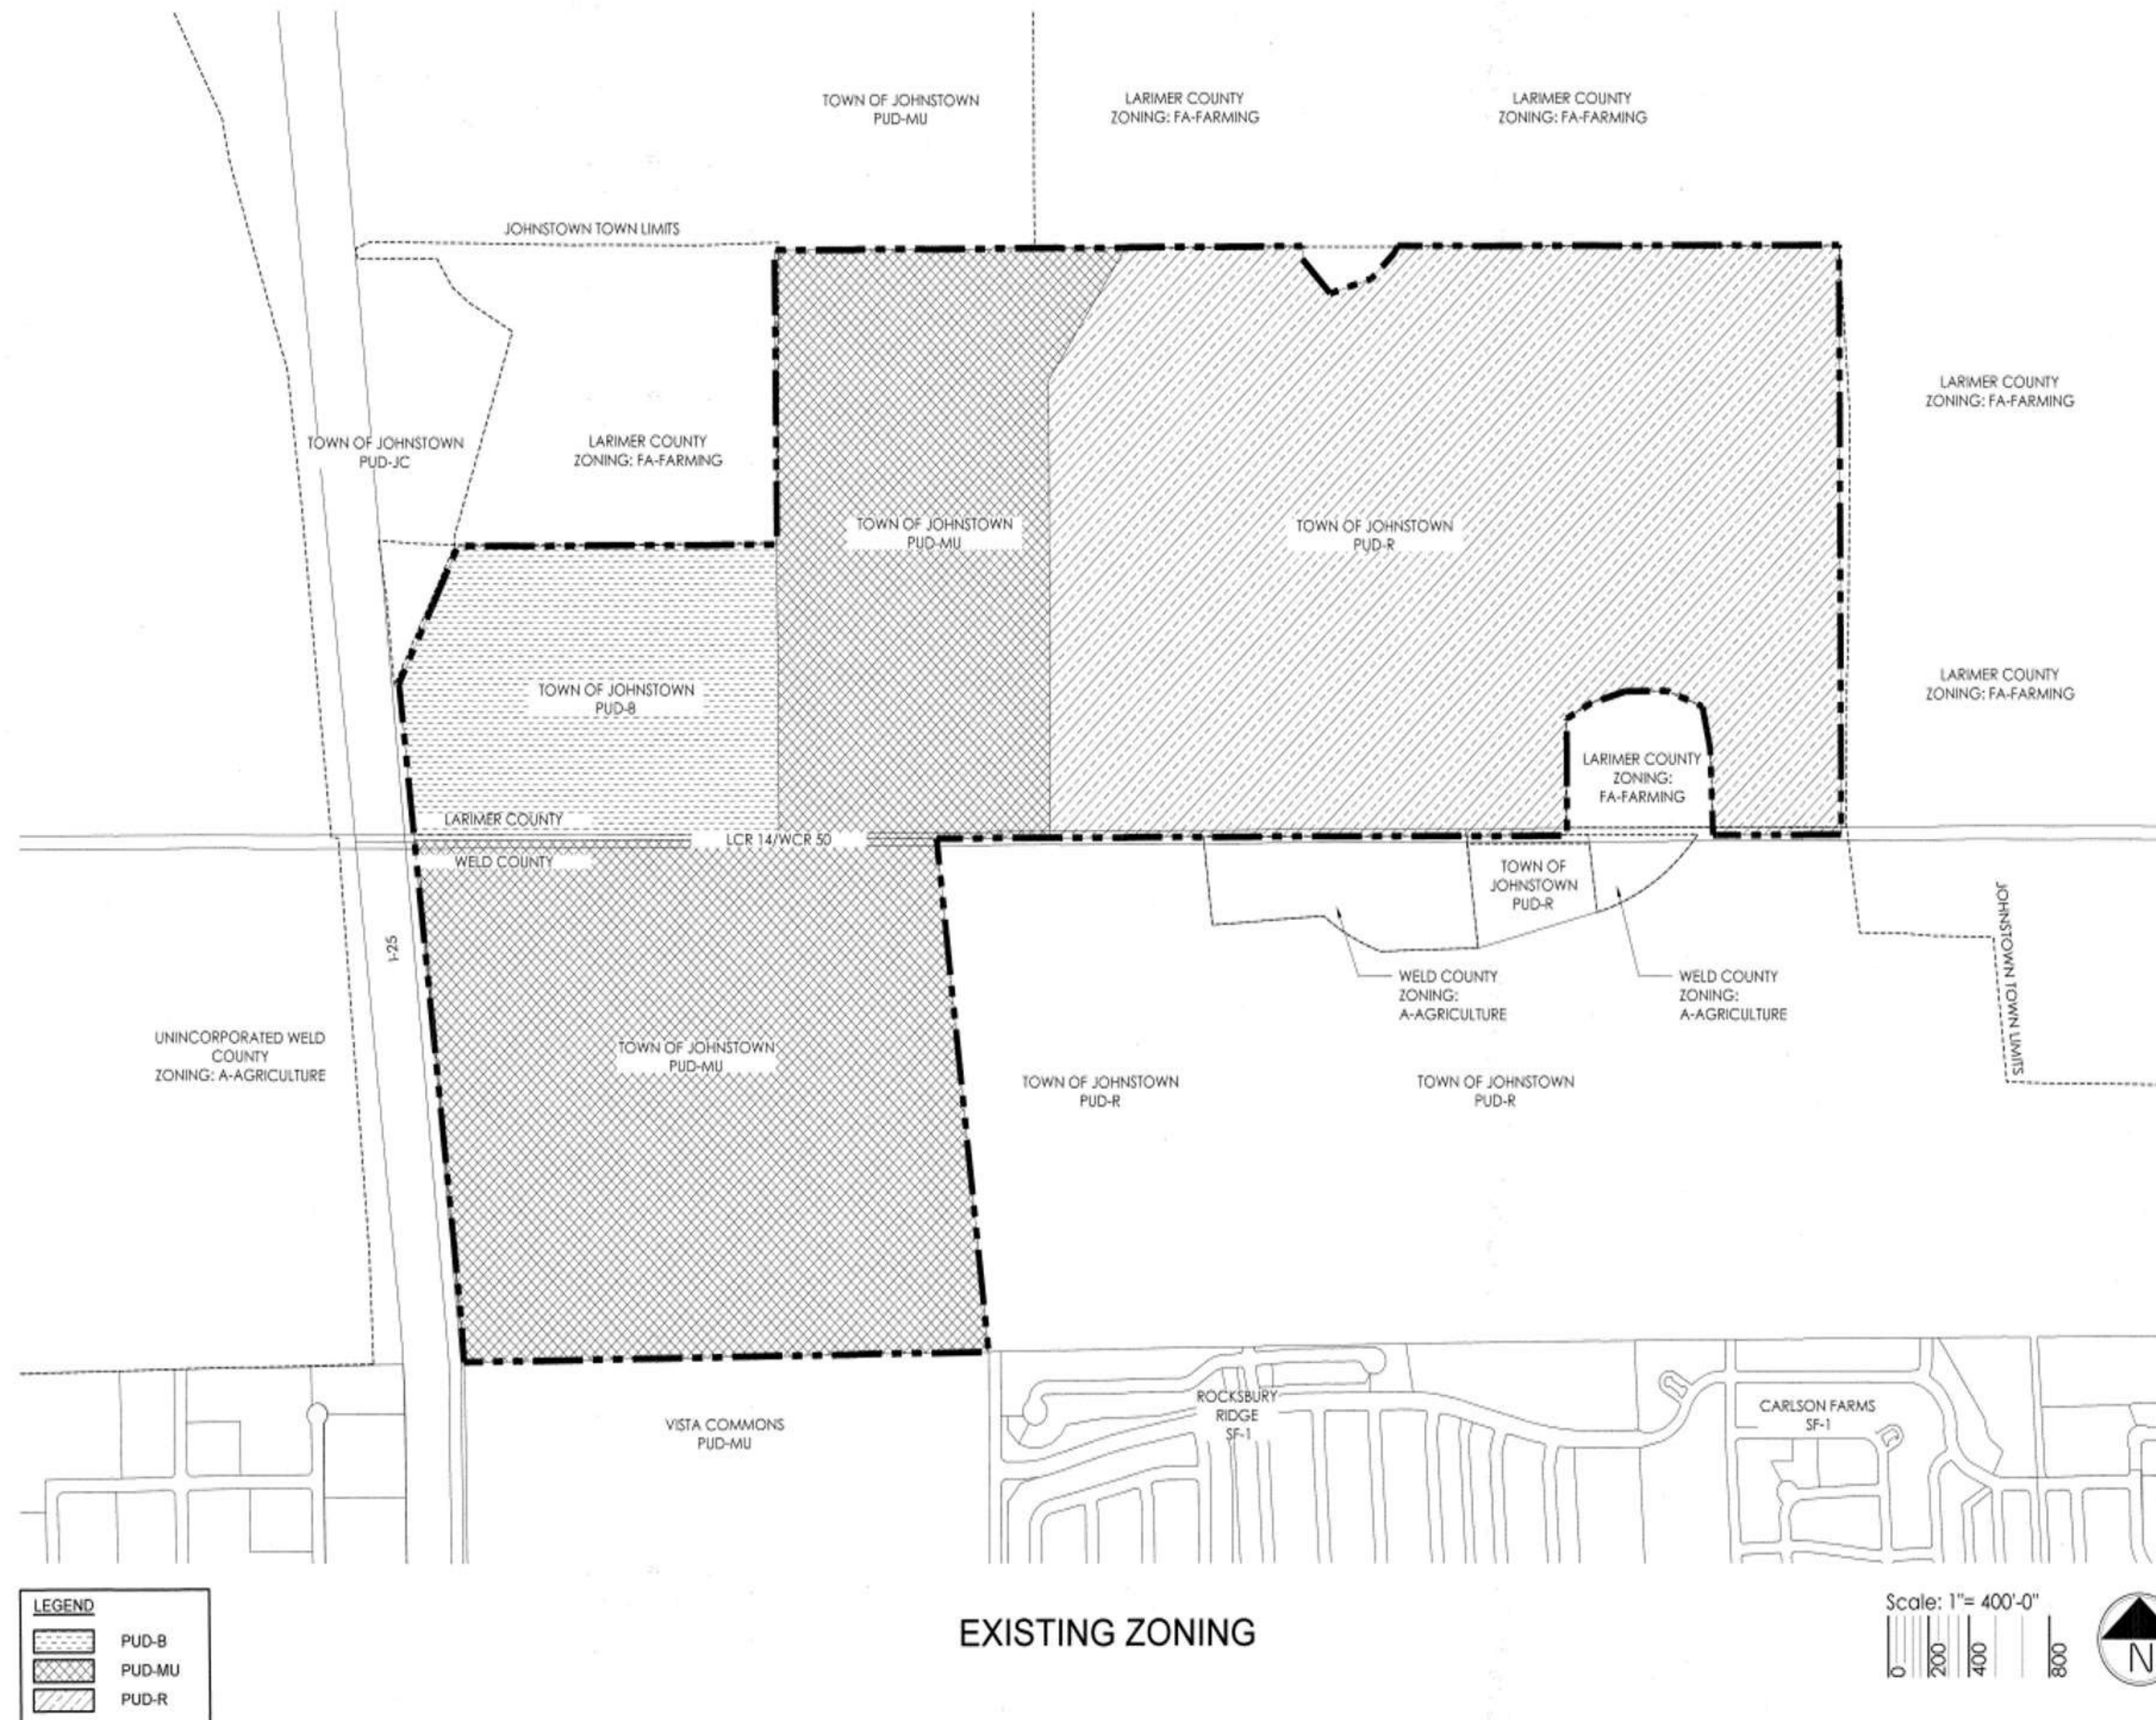 TOWN OF JOHNSTOWN
PUD-MU
LARIMER COUNTY
ZONING: FA-FARMING
LARIMER COUNTY
ZONING: FA-FARMING
JOHNSTOWN TOWN LIMITS
TOWN OF JOHNSTOWN
PUD-JC
LARIMER COUNTY
ZONING: FA-FARMING
TOWN OF JOHNSTOWN
PUD-MU
TOWN OF JOHNSTOWN
PUD-R
LARIMER COUNTY
ZONING: FA-FARMING
TOWN OF JOHNSTOWN
PUD-B
LARIMER COUNTY
ZONING: FA-FARMING
LARIMER COUNTY
ZONING:
FA-FARMING
LARIMER COUNTY
LCR 14/WCR 50
WELD COUNTY
TOWN OF
JOHNSTOWN
PUD-R
I-25
JOHNSTOWN TOWN LIMITS
WELD COUNTY
ZONING:
A-AGRICULTURE
WELD COUNTY
ZONING:
A-AGRICULTURE
UNINCORPORATED WELD
COUNTY
ZONING: A-AGRICULTURE
TOWN OF JOHNSTOWN
PUD-MU
TOWN OF JOHNSTOWN
PUD-R
TOWN OF JOHNSTOWN
PUD-R
VISTA COMMONS
PUD-MU
ROCKSBURY
RIDGE
SF-1
CARLSON FARMS
SF-1
LEGEND
PUD-B
PUD-MU
PUD-R
EXISTING ZONING
Scale: 1"= 400'-0"
0 200 400 800
N